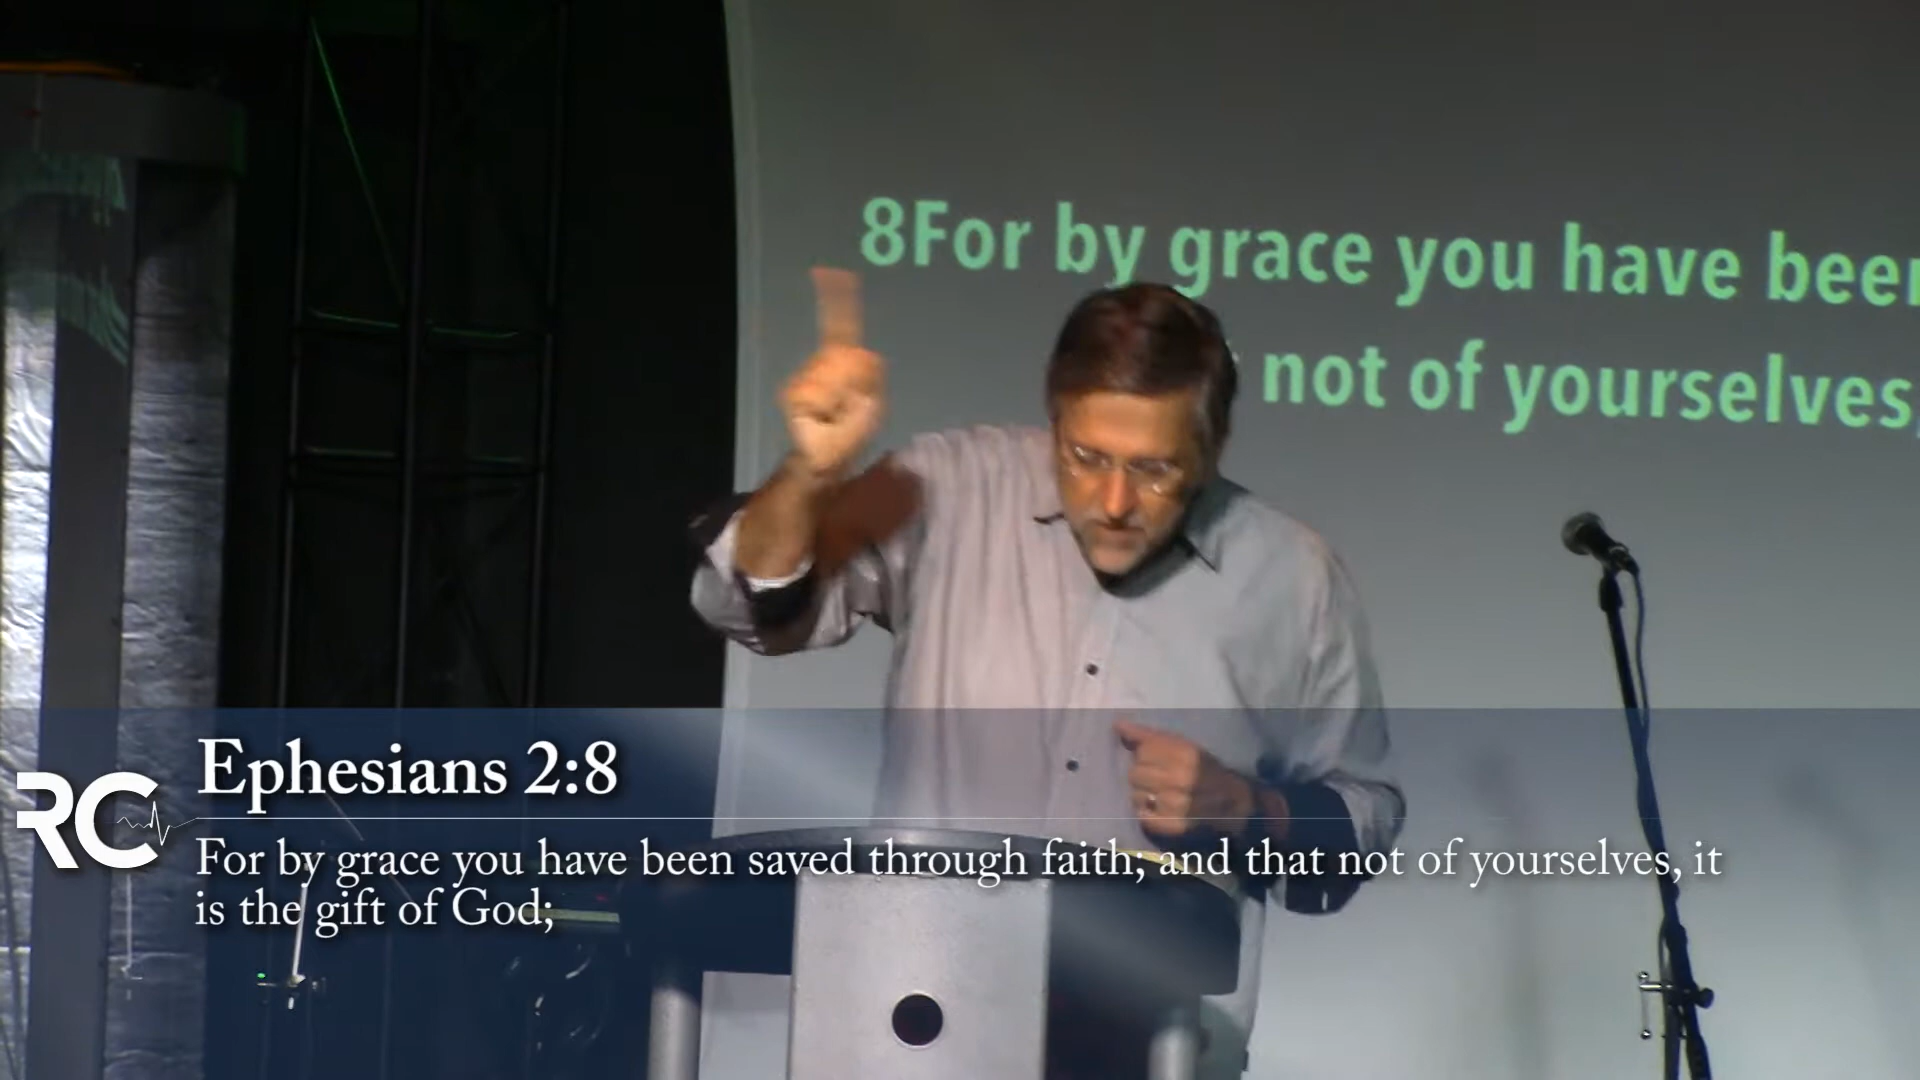 8For by grace you have been
not of yourselves,
Ephesians 2:8
RC
For by grace you have been saved through faith; and that not of yourselves, it
is the gift of God;